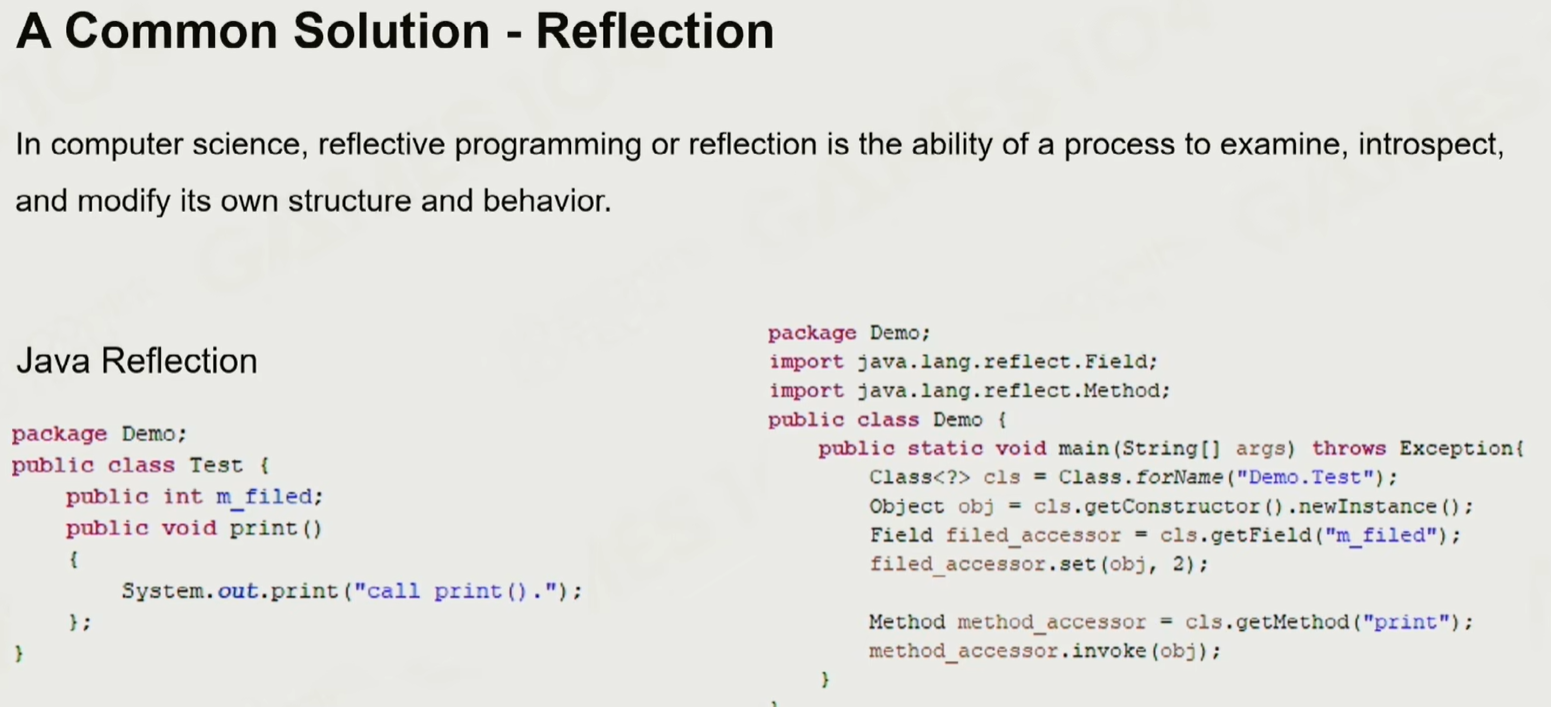 A Common Solution - Reflection
In computer science, reflective programming or reflection is the ability of a process to examine, introspect,
and modify its own structure and behavior.
Java Reflection
package Demo;
public class Test {
    public int m_filed;
    public void print()
    {
        System.out.print("call print().");
    };
}
package Demo;
import java.lang.reflect.Field;
import java.lang.reflect.Method;
public class Demo {
    public static void main(String[] args) throws Exception{
        Class<?> cls = Class.forName("Demo.Test");
        Object obj = cls.getConstructor().newInstance();
        Field filed_accessor = cls.getField("m_filed");
        filed_accessor.set(obj, 2);
        Method method_accessor = cls.getMethod("print");
        method_accessor.invoke(obj);
    }
GAMES104